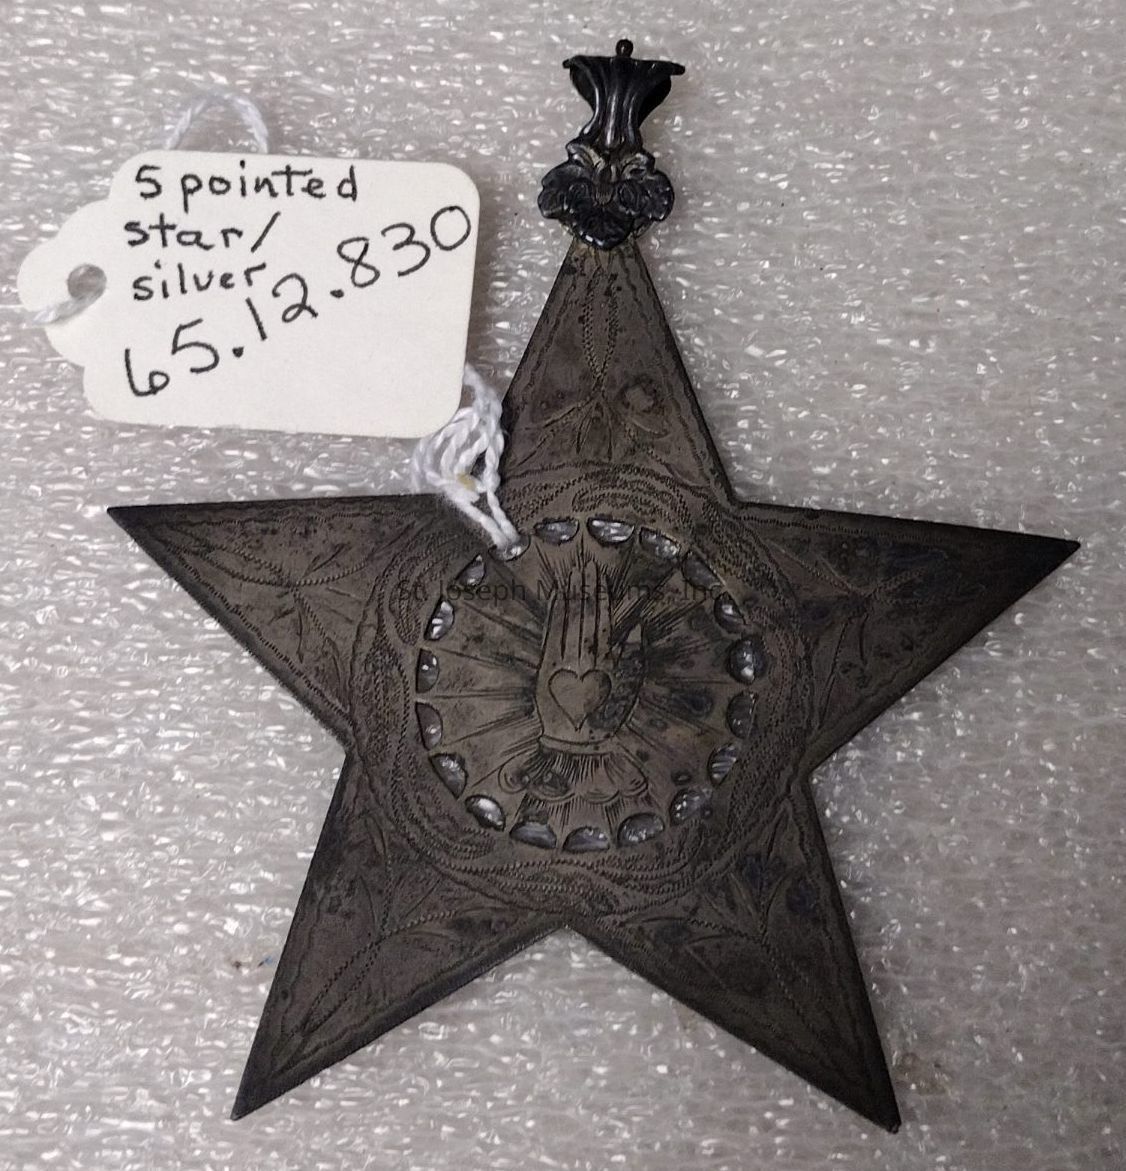 5 pointed
star/
silver
65.12.830
St Joseph Museums, Inc.